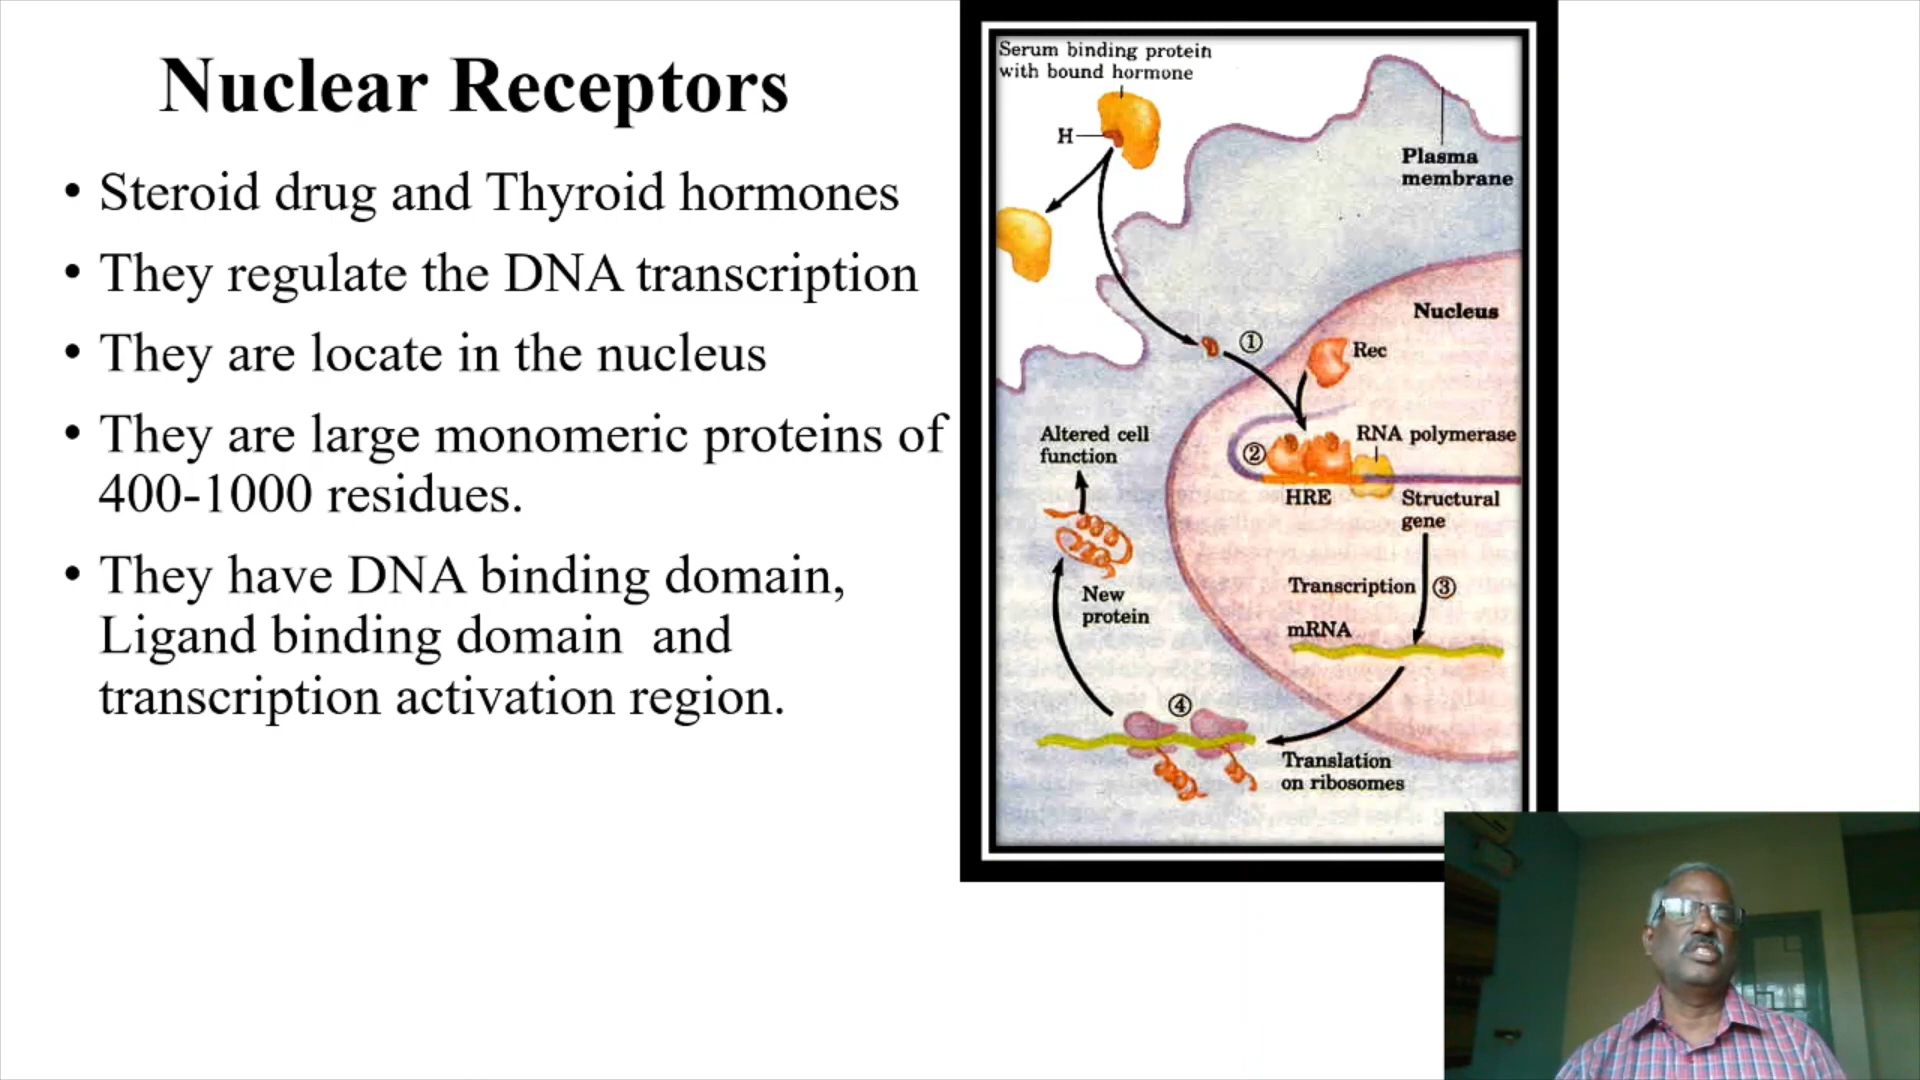 Nuclear Receptors
• Steroid drug and Thyroid hormones
• They regulate the DNA transcription
• They are locate in the nucleus
• They are large monomeric proteins of
400-1000 residues.
• They have DNA binding domain,
Ligand binding domain and
transcription activation region.
Serum binding protein
with bound hormone
H
Plasma
membrane
Nucleus
①
Rec
Altered cell
function
RNA polymerase
②
HRE
Structural
gene
Transcription
③
New
protein
mRNA
④
Translation
on ribosomes